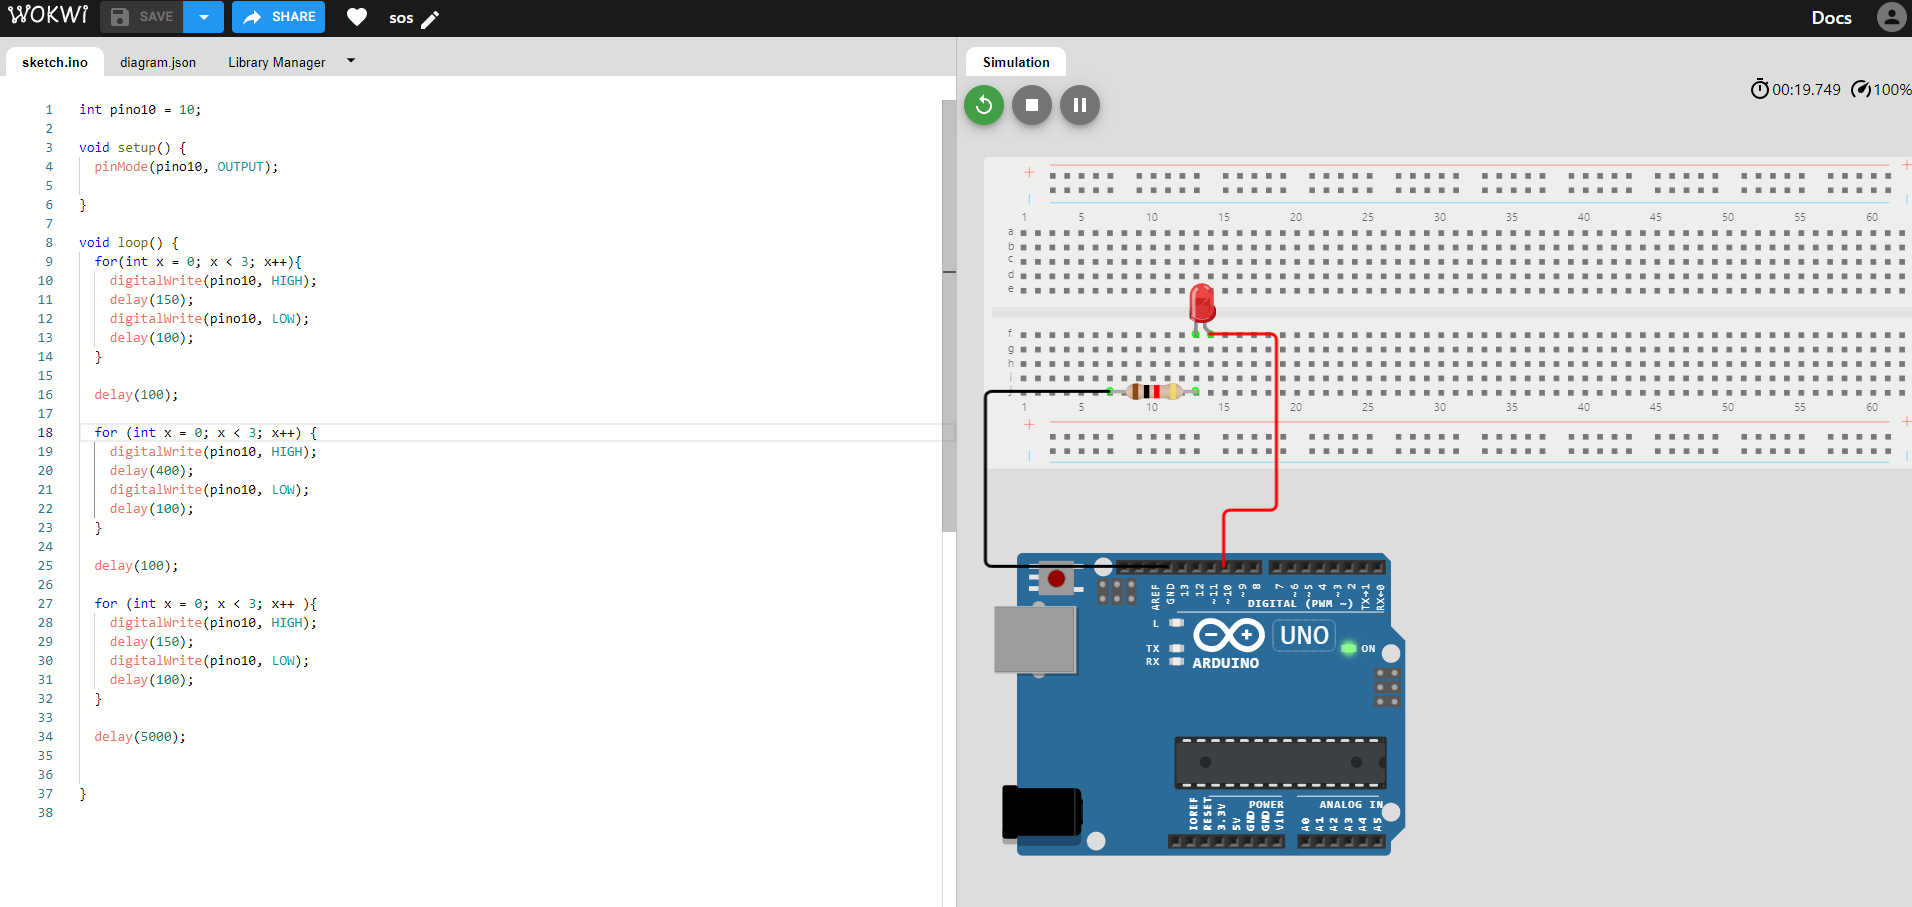 WOKWI SAVE SHARE sos Docs
sketch.ino diagram.json Library Manager
1 int pino10 = 10;
2
3 void setup() {
4 pinMode(pino10, OUTPUT);
5
6 }
7
8 void loop() {
9 for(int x = 0; x < 3; x++){
10 digitalWrite(pino10, HIGH);
11 delay(150);
12 digitalWrite(pino10, LOW);
13 delay(100);
14 }
15
16 delay(100);
17
18 for (int x = 0; x < 3; x++) {
19 digitalWrite(pino10, HIGH);
20 delay(400);
21 digitalWrite(pino10, LOW);
22 delay(100);
23 }
24
25 delay(100);
26
27 for (int x = 0; x < 3; x++ ){
28 digitalWrite(pino10, HIGH);
29 delay(150);
30 digitalWrite(pino10, LOW);
31 delay(100);
32 }
33
34 delay(5000);
35
36
37 }
38
Simulation
00:19.749 100%
+ +
1 5 10 15 20 25 30 35 40 45 50 55 60
a
b
c
d
e
f
g
h
i
j
1 5 10 15 20 25 30 35 40 45 50 55 60
+ +
AREF GND 13 12 ~11 ~10 ~9 8 7 ~6 ~5 4 ~3 2 TX→1 RX←0
DIGITAL (PWM ~)
L
TX
RX
UNO
ON
ARDUINO
POWER ANALOG IN
IOREF RESET 3.3V 5V GND GND Vin A0 A1 A2 A3 A4 A5